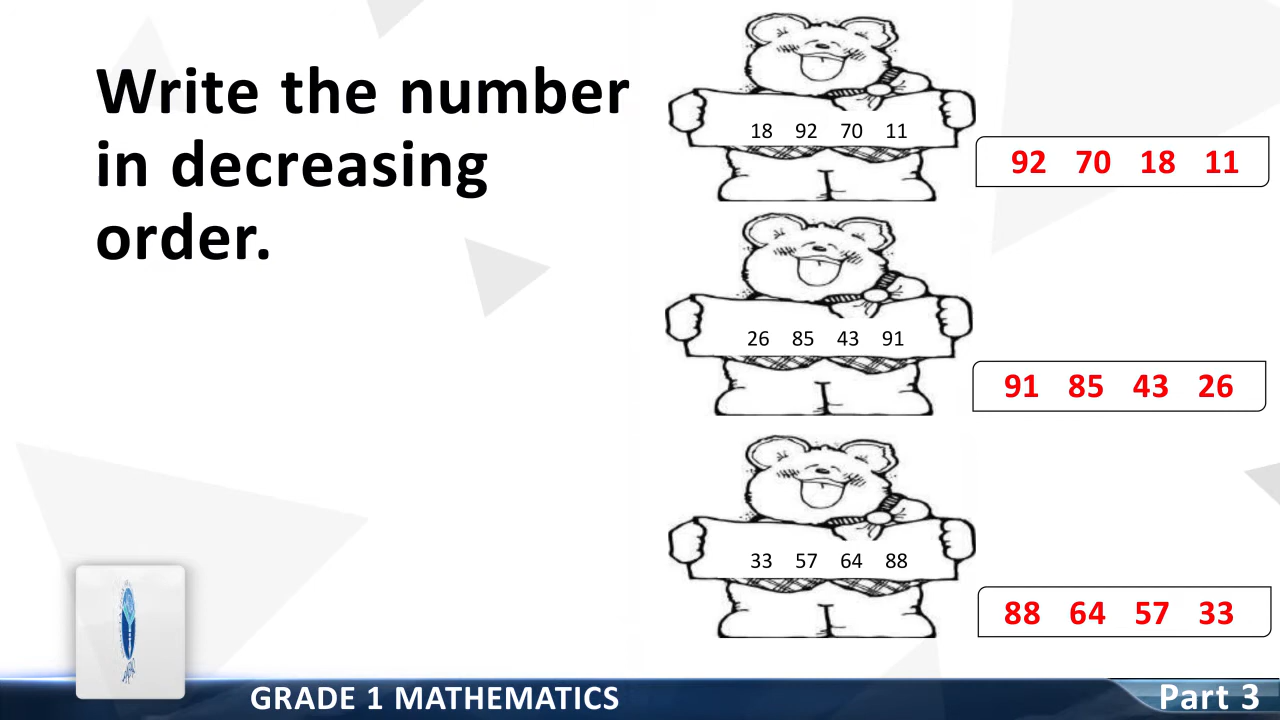 Write the number
in decreasing
order.
18 92 70 11
92 70 18 11
26 85 43 91
91 85 43 26
33 57 64 88
88 64 57 33
GRADE 1 MATHEMATICS
Part 3